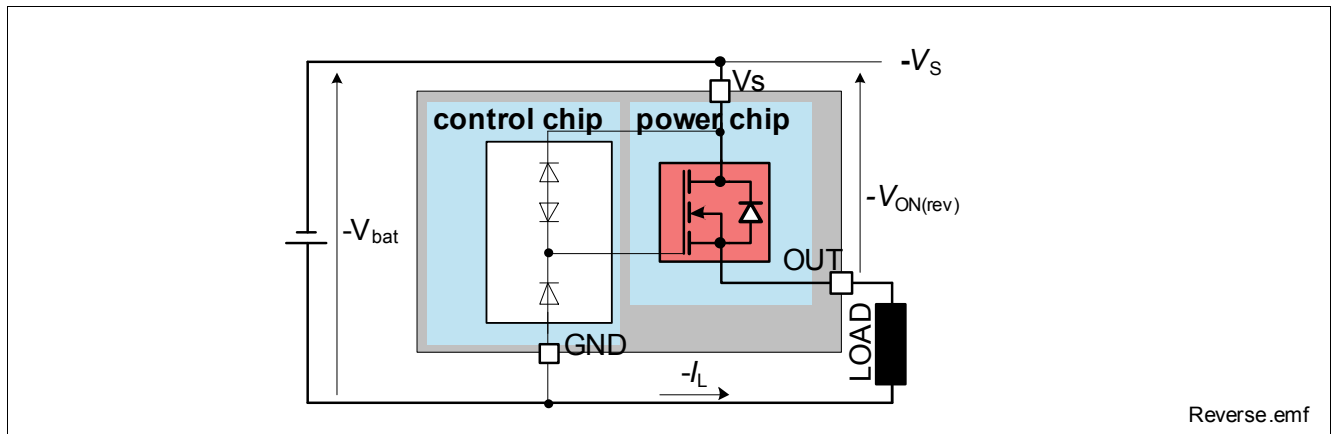 -VS
Vs
control chip
power chip
-Vbat
-VON(rev)
OUT
LOAD
GND
-IL
Reverse.emf